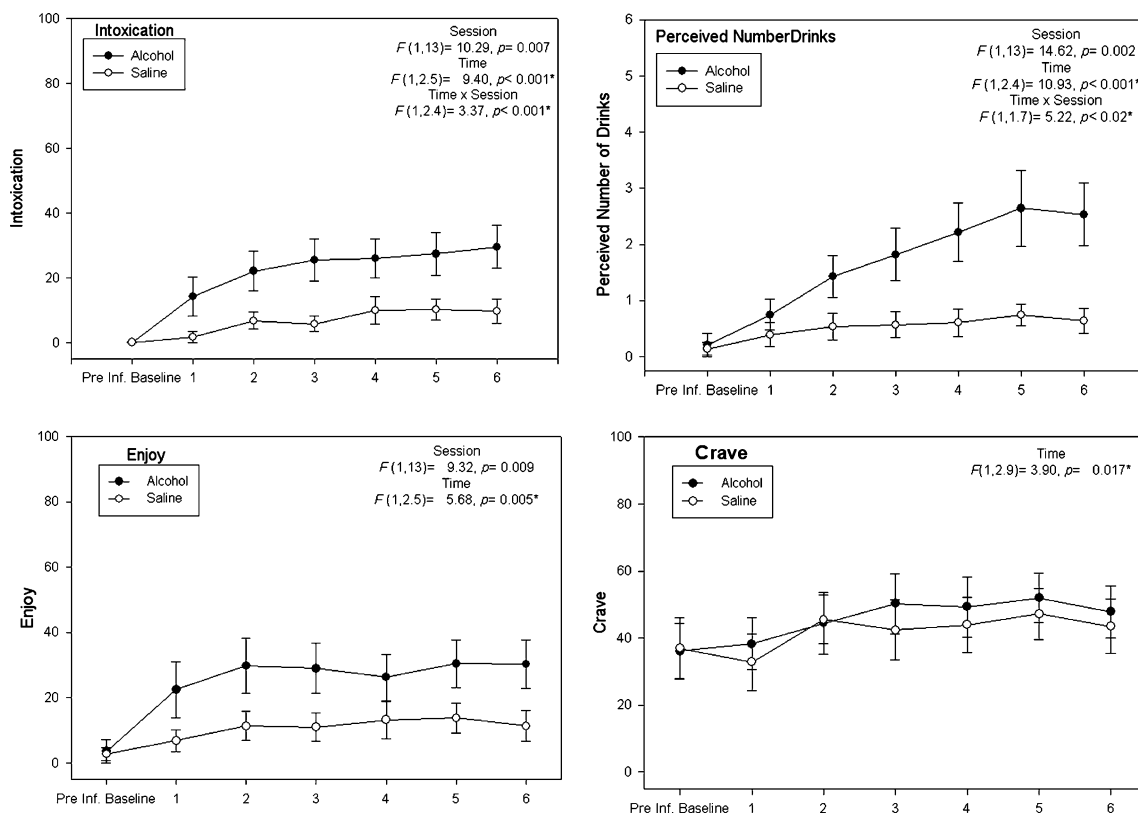 Intoxication
Alcohol
Saline
Session
F (1,13)= 10.29, p= 0.007
Time
F (1,2.5)= 9.40, p< 0.001*
Time x Session
F (1,2.4)= 3.37, p< 0.001*
100
80
60
40
20
0
Intoxication
Pre Inf. Baseline 1 2 3 4 5 6
Perceived NumberDrinks
Alcohol
Saline
Session
F (1,13)= 14.62, p= 0.002
Time
F (1,2.4)= 10.93, p< 0.001*
Time x Session
F (1,1.7)= 5.22, p< 0.02*
6
5
4
3
2
1
0
Perceived Number of Drinks
Pre Inf. Baseline 1 2 3 4 5 6
Enjoy
Alcohol
Saline
Session
F (1,13)= 9.32, p= 0.009
Time
F (1,2.5)= 5.68, p= 0.005*
100
80
60
40
20
0
Enjoy
Pre Inf. Baseline 1 2 3 4 5 6
Crave
Alcohol
Saline
Time
F(1,2.9)= 3.90, p= 0.017*
100
80
60
40
20
0
Crave
Pre Inf. Baseline 1 2 3 4 5 6